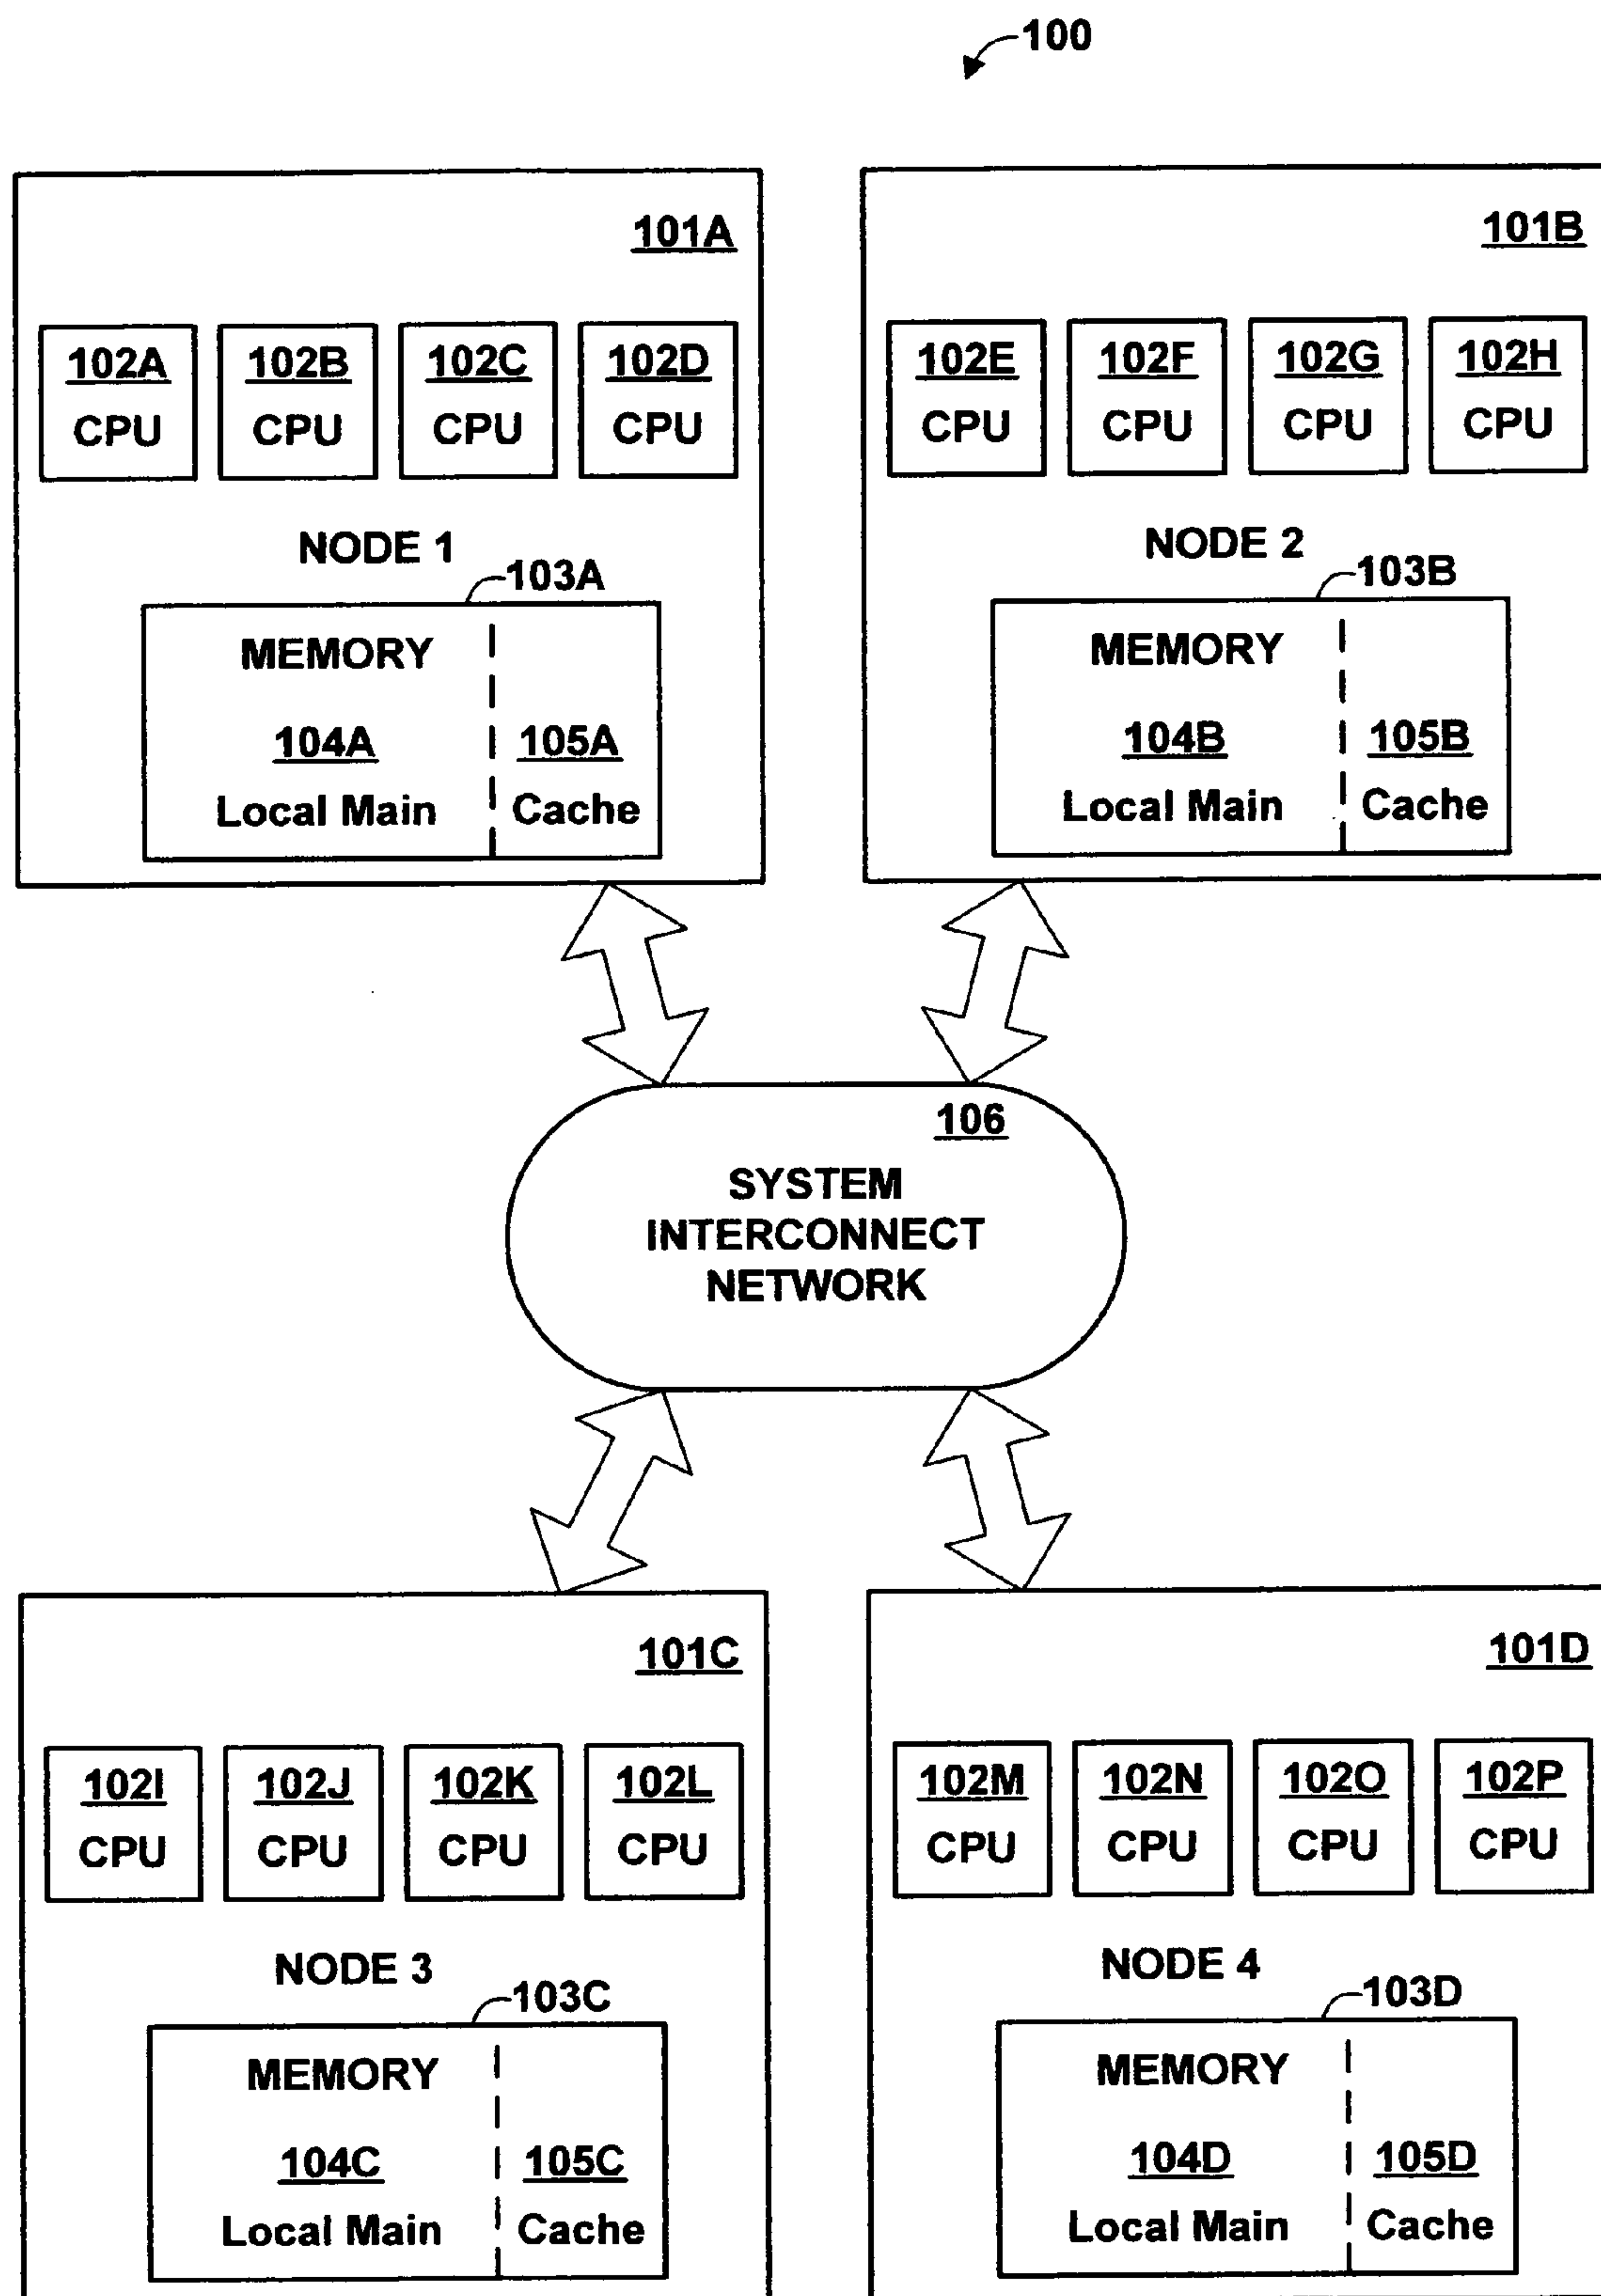 100
101A
102A
CPU
102B
CPU
102C
CPU
102D
CPU
NODE 1
103A
MEMORY
104A
Local Main
105A
Cache
101B
102E
CPU
102F
CPU
102G
CPU
102H
CPU
NODE 2
103B
MEMORY
104B
Local Main
105B
Cache
106
SYSTEM
INTERCONNECT
NETWORK
101C
102I
CPU
102J
CPU
102K
CPU
102L
CPU
NODE 3
103C
MEMORY
104C
Local Main
105C
Cache
101D
102M
CPU
102N
CPU
102O
CPU
102P
CPU
NODE 4
103D
MEMORY
104D
Local Main
105D
Cache